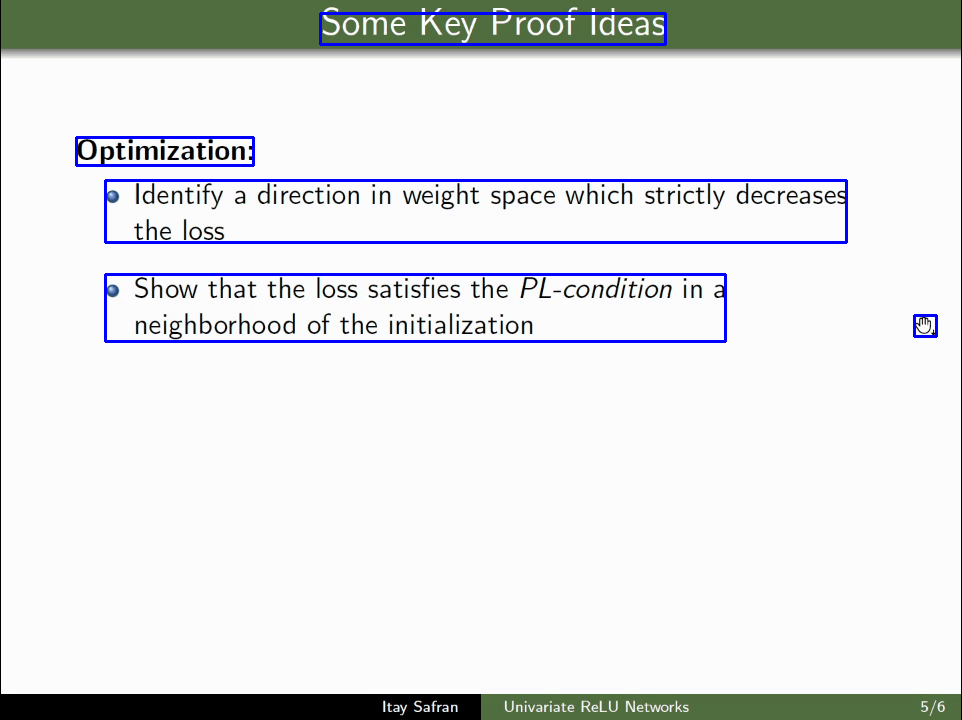 Some Key Proof Ideas
Optimization:
Identify a direction in weight space which strictly decreases
the loss
Show that the loss satisfies the PL-condition in a
neighborhood of the initialization
Itay Safran
Univariate ReLU Networks
5/6